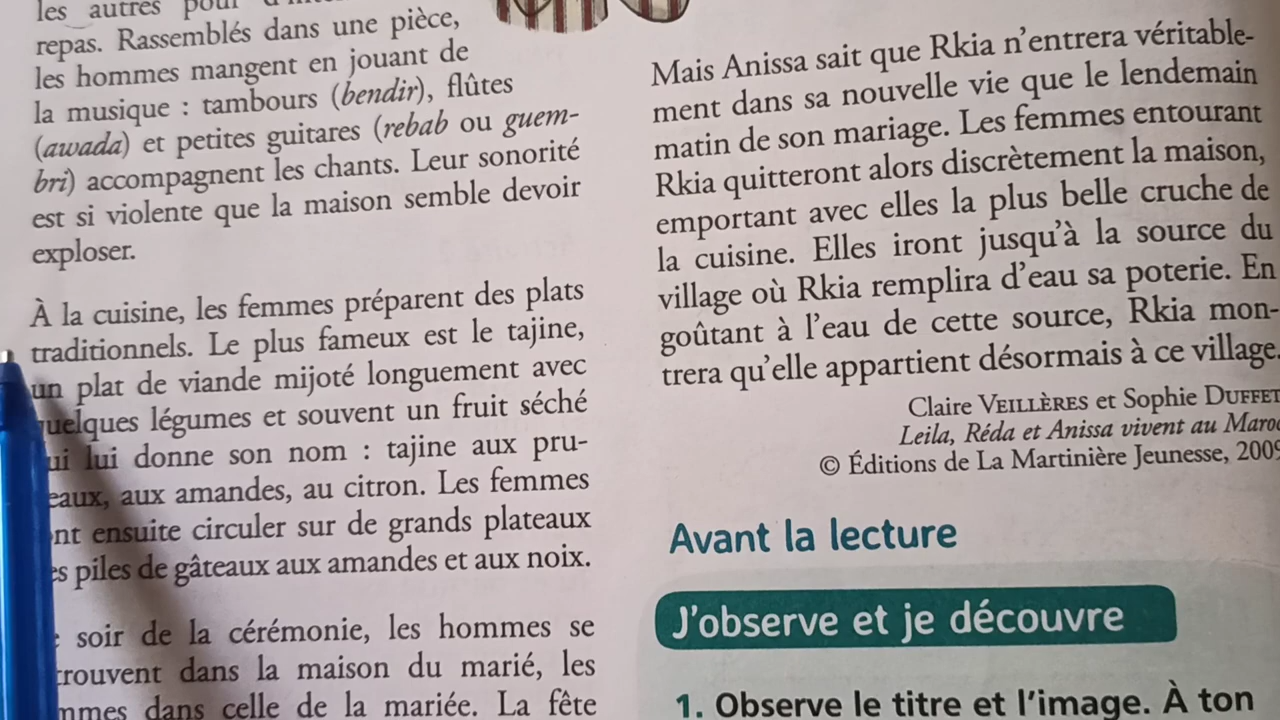 les autres pour
repas. Rassemblés dans une pièce,
les hommes mangent en jouant de
la musique : tambours (bendir), flûtes
(awada) et petites guitares (rebab ou guem-
bri) accompagnent les chants. Leur sonorité
est si violente que la maison semble devoir
exploser.
À la cuisine, les femmes préparent des plats
traditionnels. Le plus fameux est le tajine,
un plat de viande mijoté longuement avec
quelques légumes et souvent un fruit séché
ui lui donne son nom : tajine aux pru-
eaux, aux amandes, au citron. Les femmes
nt ensuite circuler sur de grands plateaux
es piles de gâteaux aux amandes et aux noix.
soir de la cérémonie, les hommes se
trouvent dans la maison du marié, les
mmes dans celle de la mariée. La fête
Mais Anissa sait que Rkia n'entrera véritable-
ment dans sa nouvelle vie que le lendemain
matin de son mariage. Les femmes entourant
Rkia quitteront alors discrètement la maison,
emportant avec elles la plus belle cruche de
la cuisine. Elles iront jusqu'à la source du
village où Rkia remplira d'eau sa poterie. En
goûtant à l'eau de cette source, Rkia mon-
trera qu'elle appartient désormais à ce village.
Claire VEILLÈRES et Sophie DUFFET
Leila, Réda et Anissa vivent au Maroc
© Éditions de La Martinière Jeunesse, 2009
Avant la lecture
J'observe et je découvre
1. Observe le titre et l'image. À ton